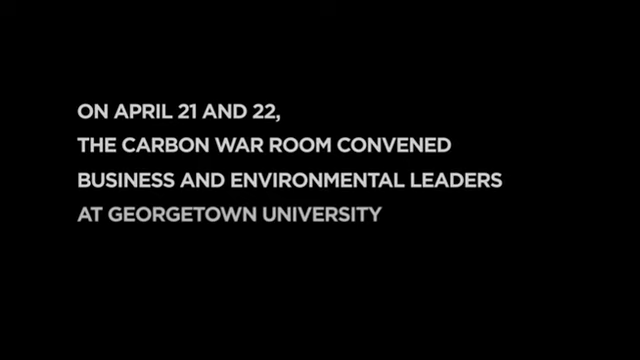 ON APRIL 21 AND 22,
THE CARBON WAR ROOM CONVENED
BUSINESS AND ENVIRONMENTAL LEADERS
AT GEORGETOWN UNIVERSITY